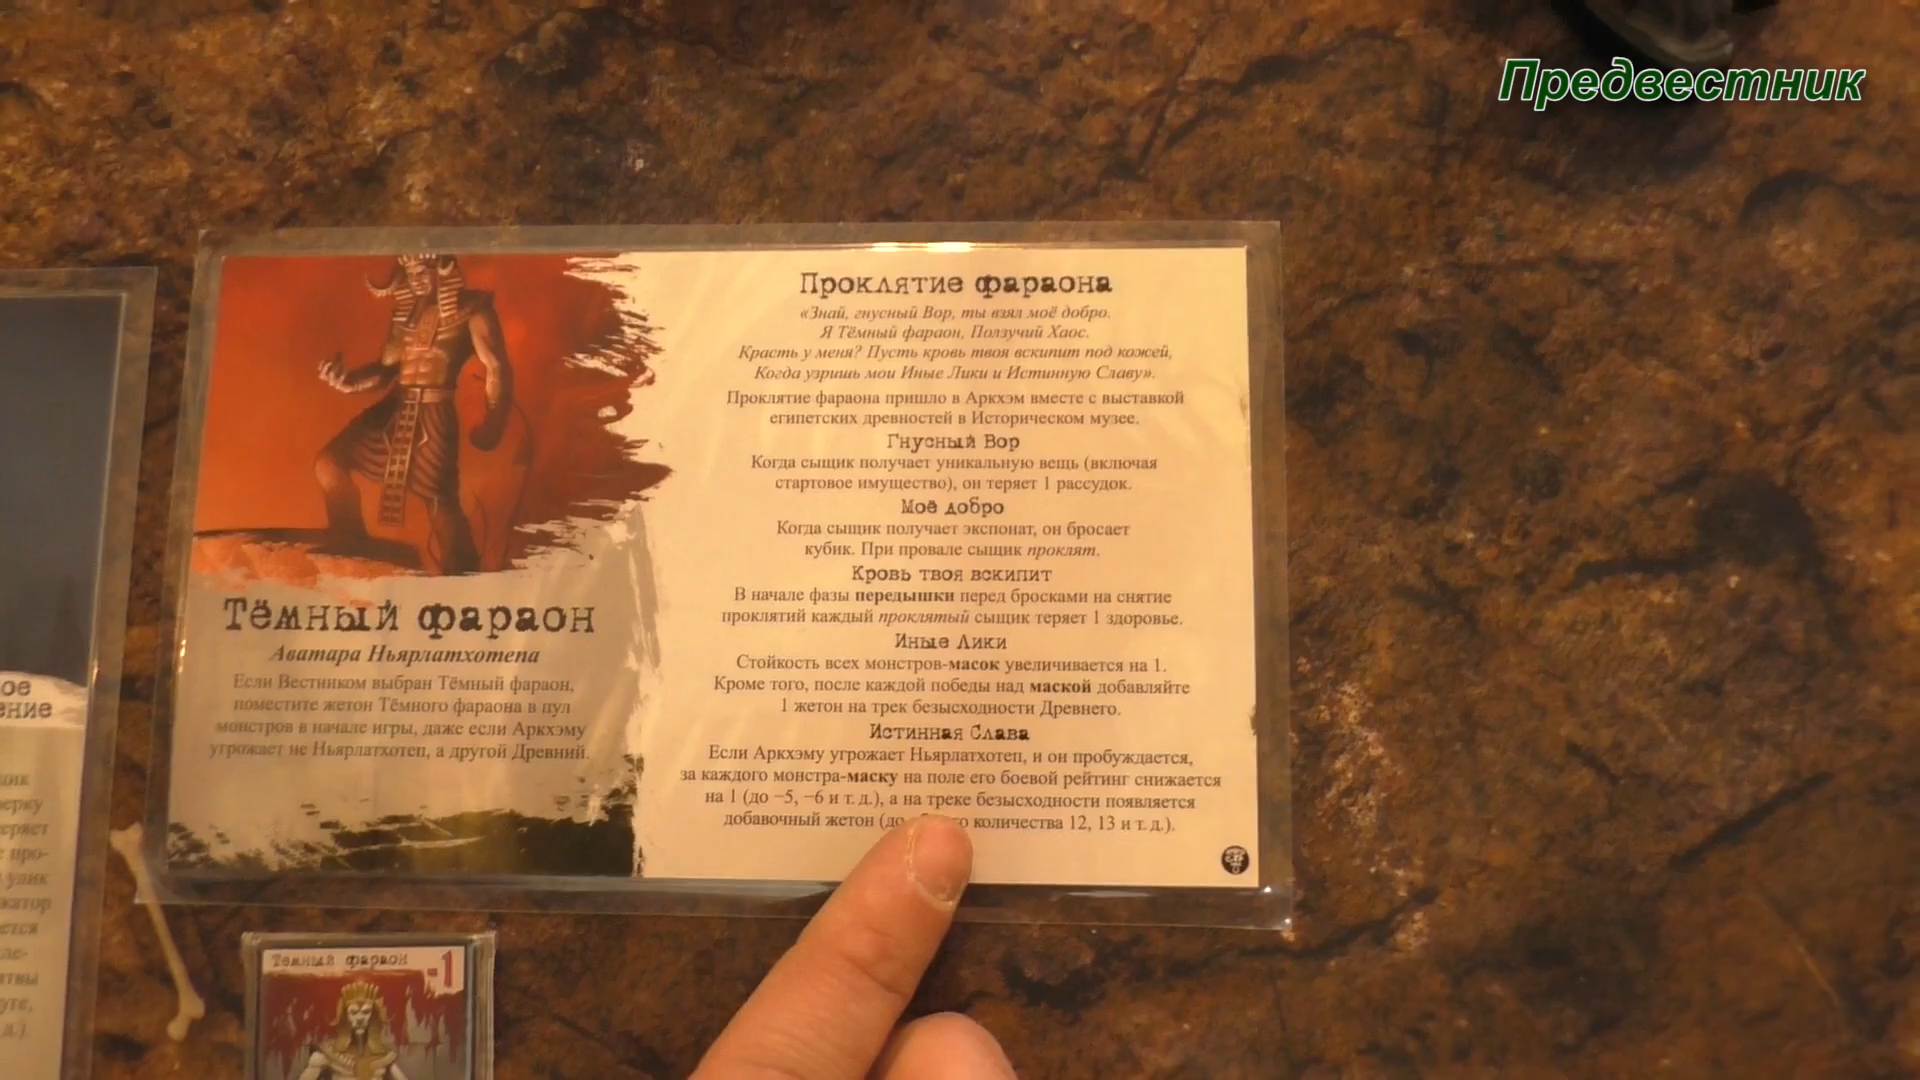 Предвестник
Проклятие фараона
«Знай, гнусный Вор, ты взял моё добро.
Я Тёмный фараон, Ползучий Хаос.
Красть у меня? Пусть кровь твоя вскипит под кожей,
Когда узришь мои Иные Лики и Истинную Славу».
Проклятие фараона пришло в Аркхэм вместе с выставкой
египетских древностей в Историческом музее.
Гнусный Вор
Когда сыщик получает уникальную вещь (включая
стартовое имущество), он теряет 1 рассудок.
Моё добро
Когда сыщик получает экспонат, он бросает
кубик. При провале сыщик проклят.
Кровь твоя вскипит
В начале фазы передышки перед бросками на снятие
проклятий каждый проклятый сыщик теряет 1 здоровье.
Иные Лики
Стойкость всех монстров-масок увеличивается на 1.
Кроме того, после каждой победы над маской добавляйте
1 жетон на трек безысходности Древнего.
Истинная Слава
Если Аркхэму угрожает Ньярлатхотеп, и он пробуждается,
за каждого монстра-маску на поле его боевой рейтинг снижается
на 1 (до −5, −6 и т. д.), а на треке безысходности появляется
добавочный жетон (до количества 12, 13 и т. д.).
Тёмный фараон
Аватара Ньярлатхотепа
Если Вестником выбран Тёмный фараон,
поместите жетон Тёмного фараона в пул
монстров в начале игры, даже если Аркхэму
угрожает не Ньярлатхотеп, а другой Древний.
Темный фараон -1